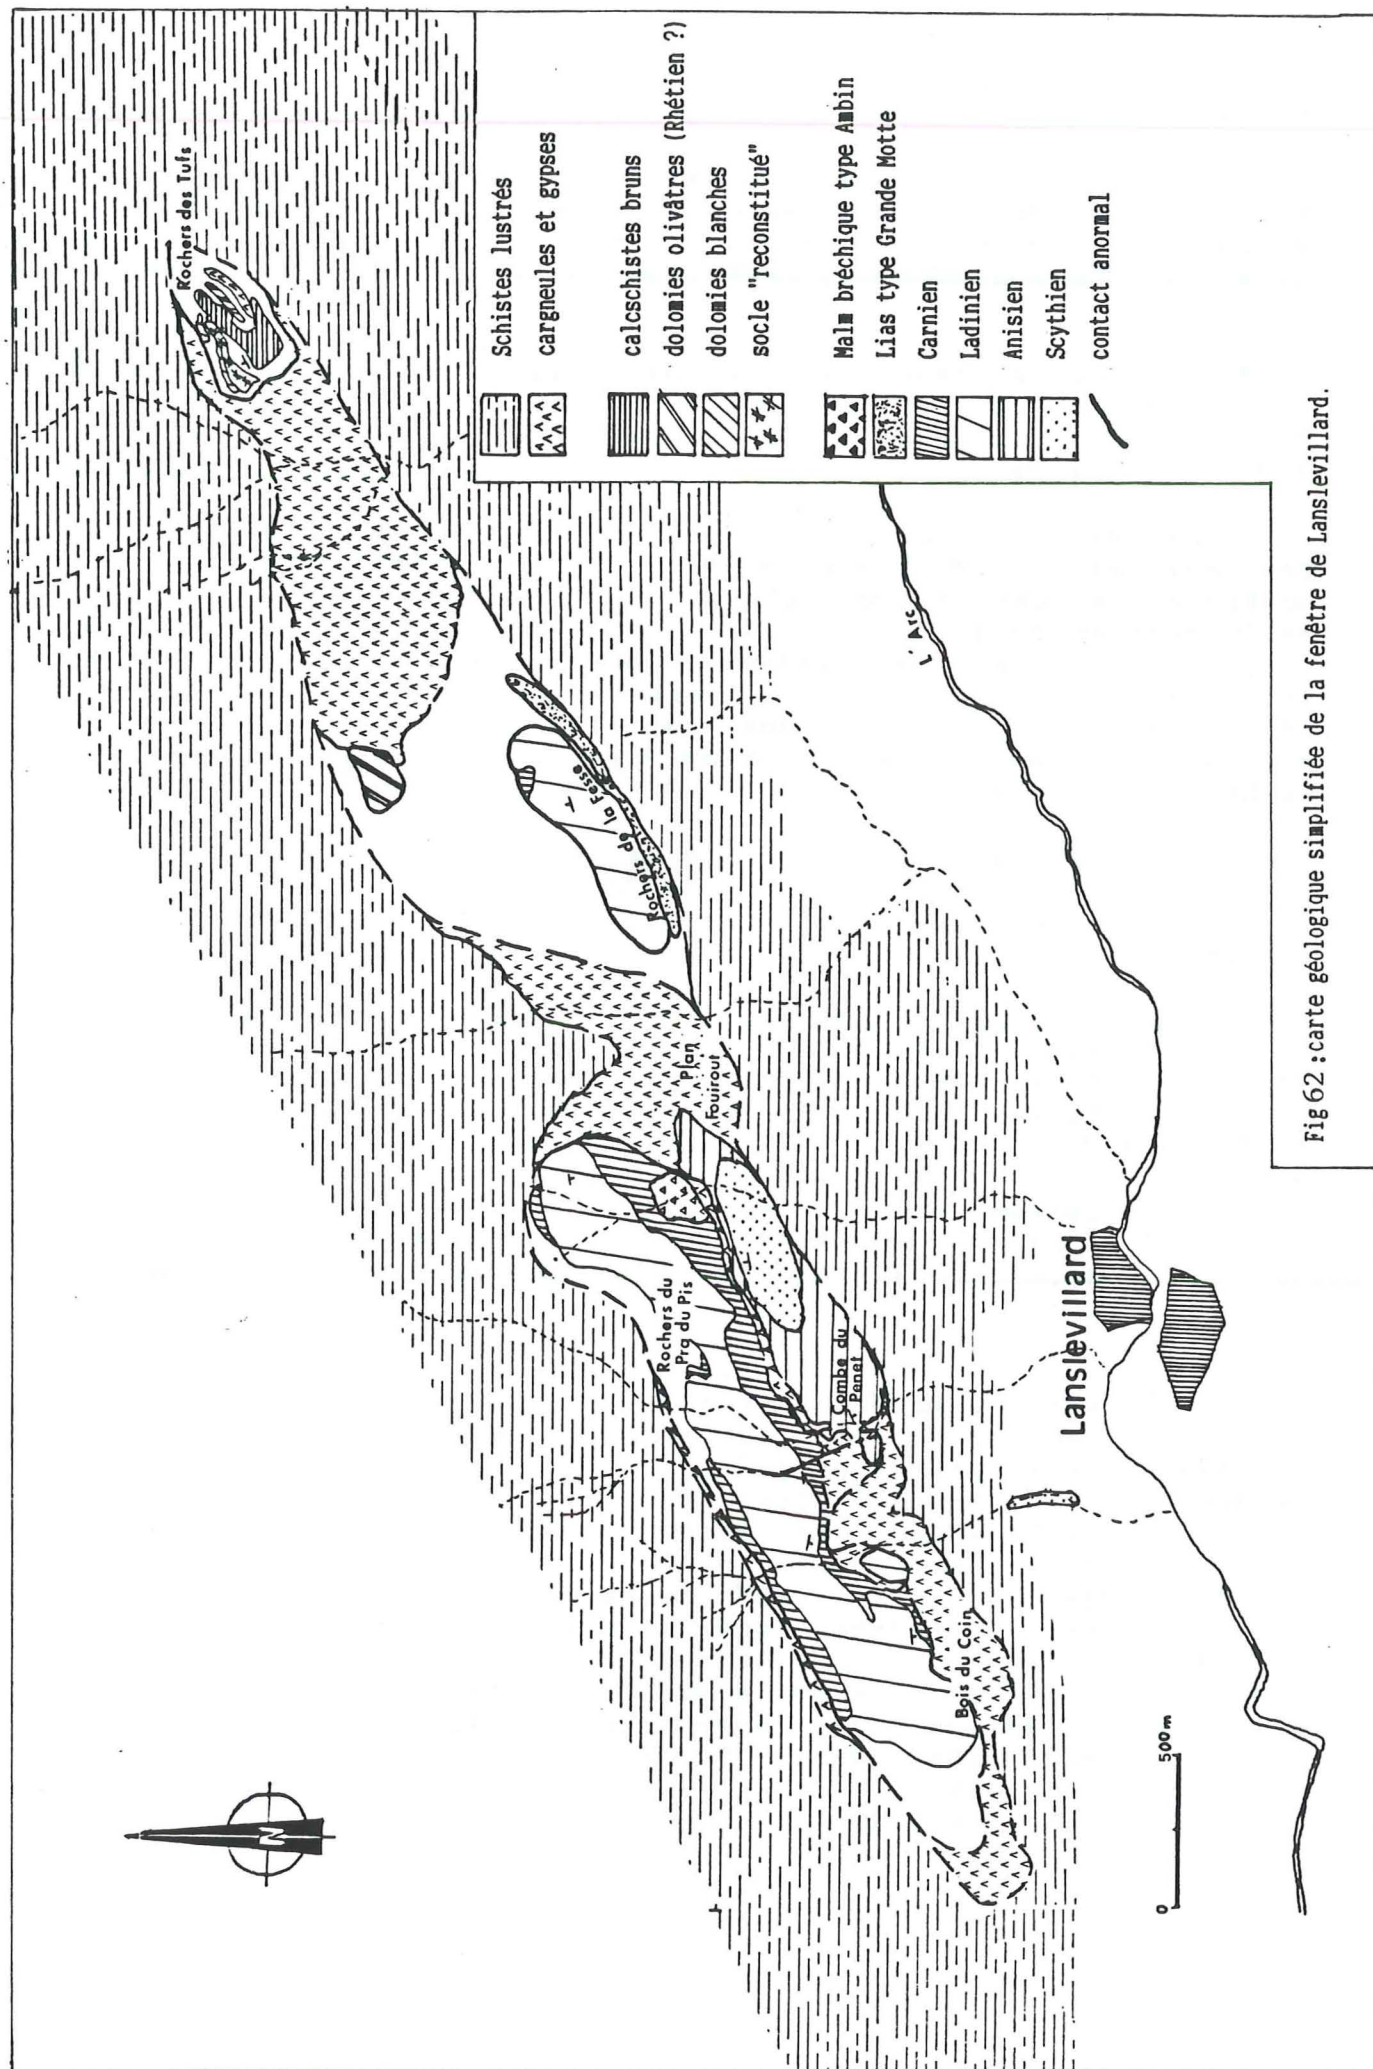 Rochers des Tufs
Schistes lustrés
cargneules et gypses
calcschistes bruns
dolomies olivâtres (Rhétien ?)
dolomies blanches
socle "reconstitué"
Malm bréchique type Ambin
Lias type Grande Motte
Carnien
Ladinien
Anisien
Scythien
contact anormal
L'Arc
Rochers de la Fesse
Plan
Fouirout
Rochers du
Pra du Pis
Combe du
Penet
Bois du Coin
Lanslevillard
N
0 500m
Fig 62 : carte géologique simplifiée de la fenêtre de Lanslevillard.